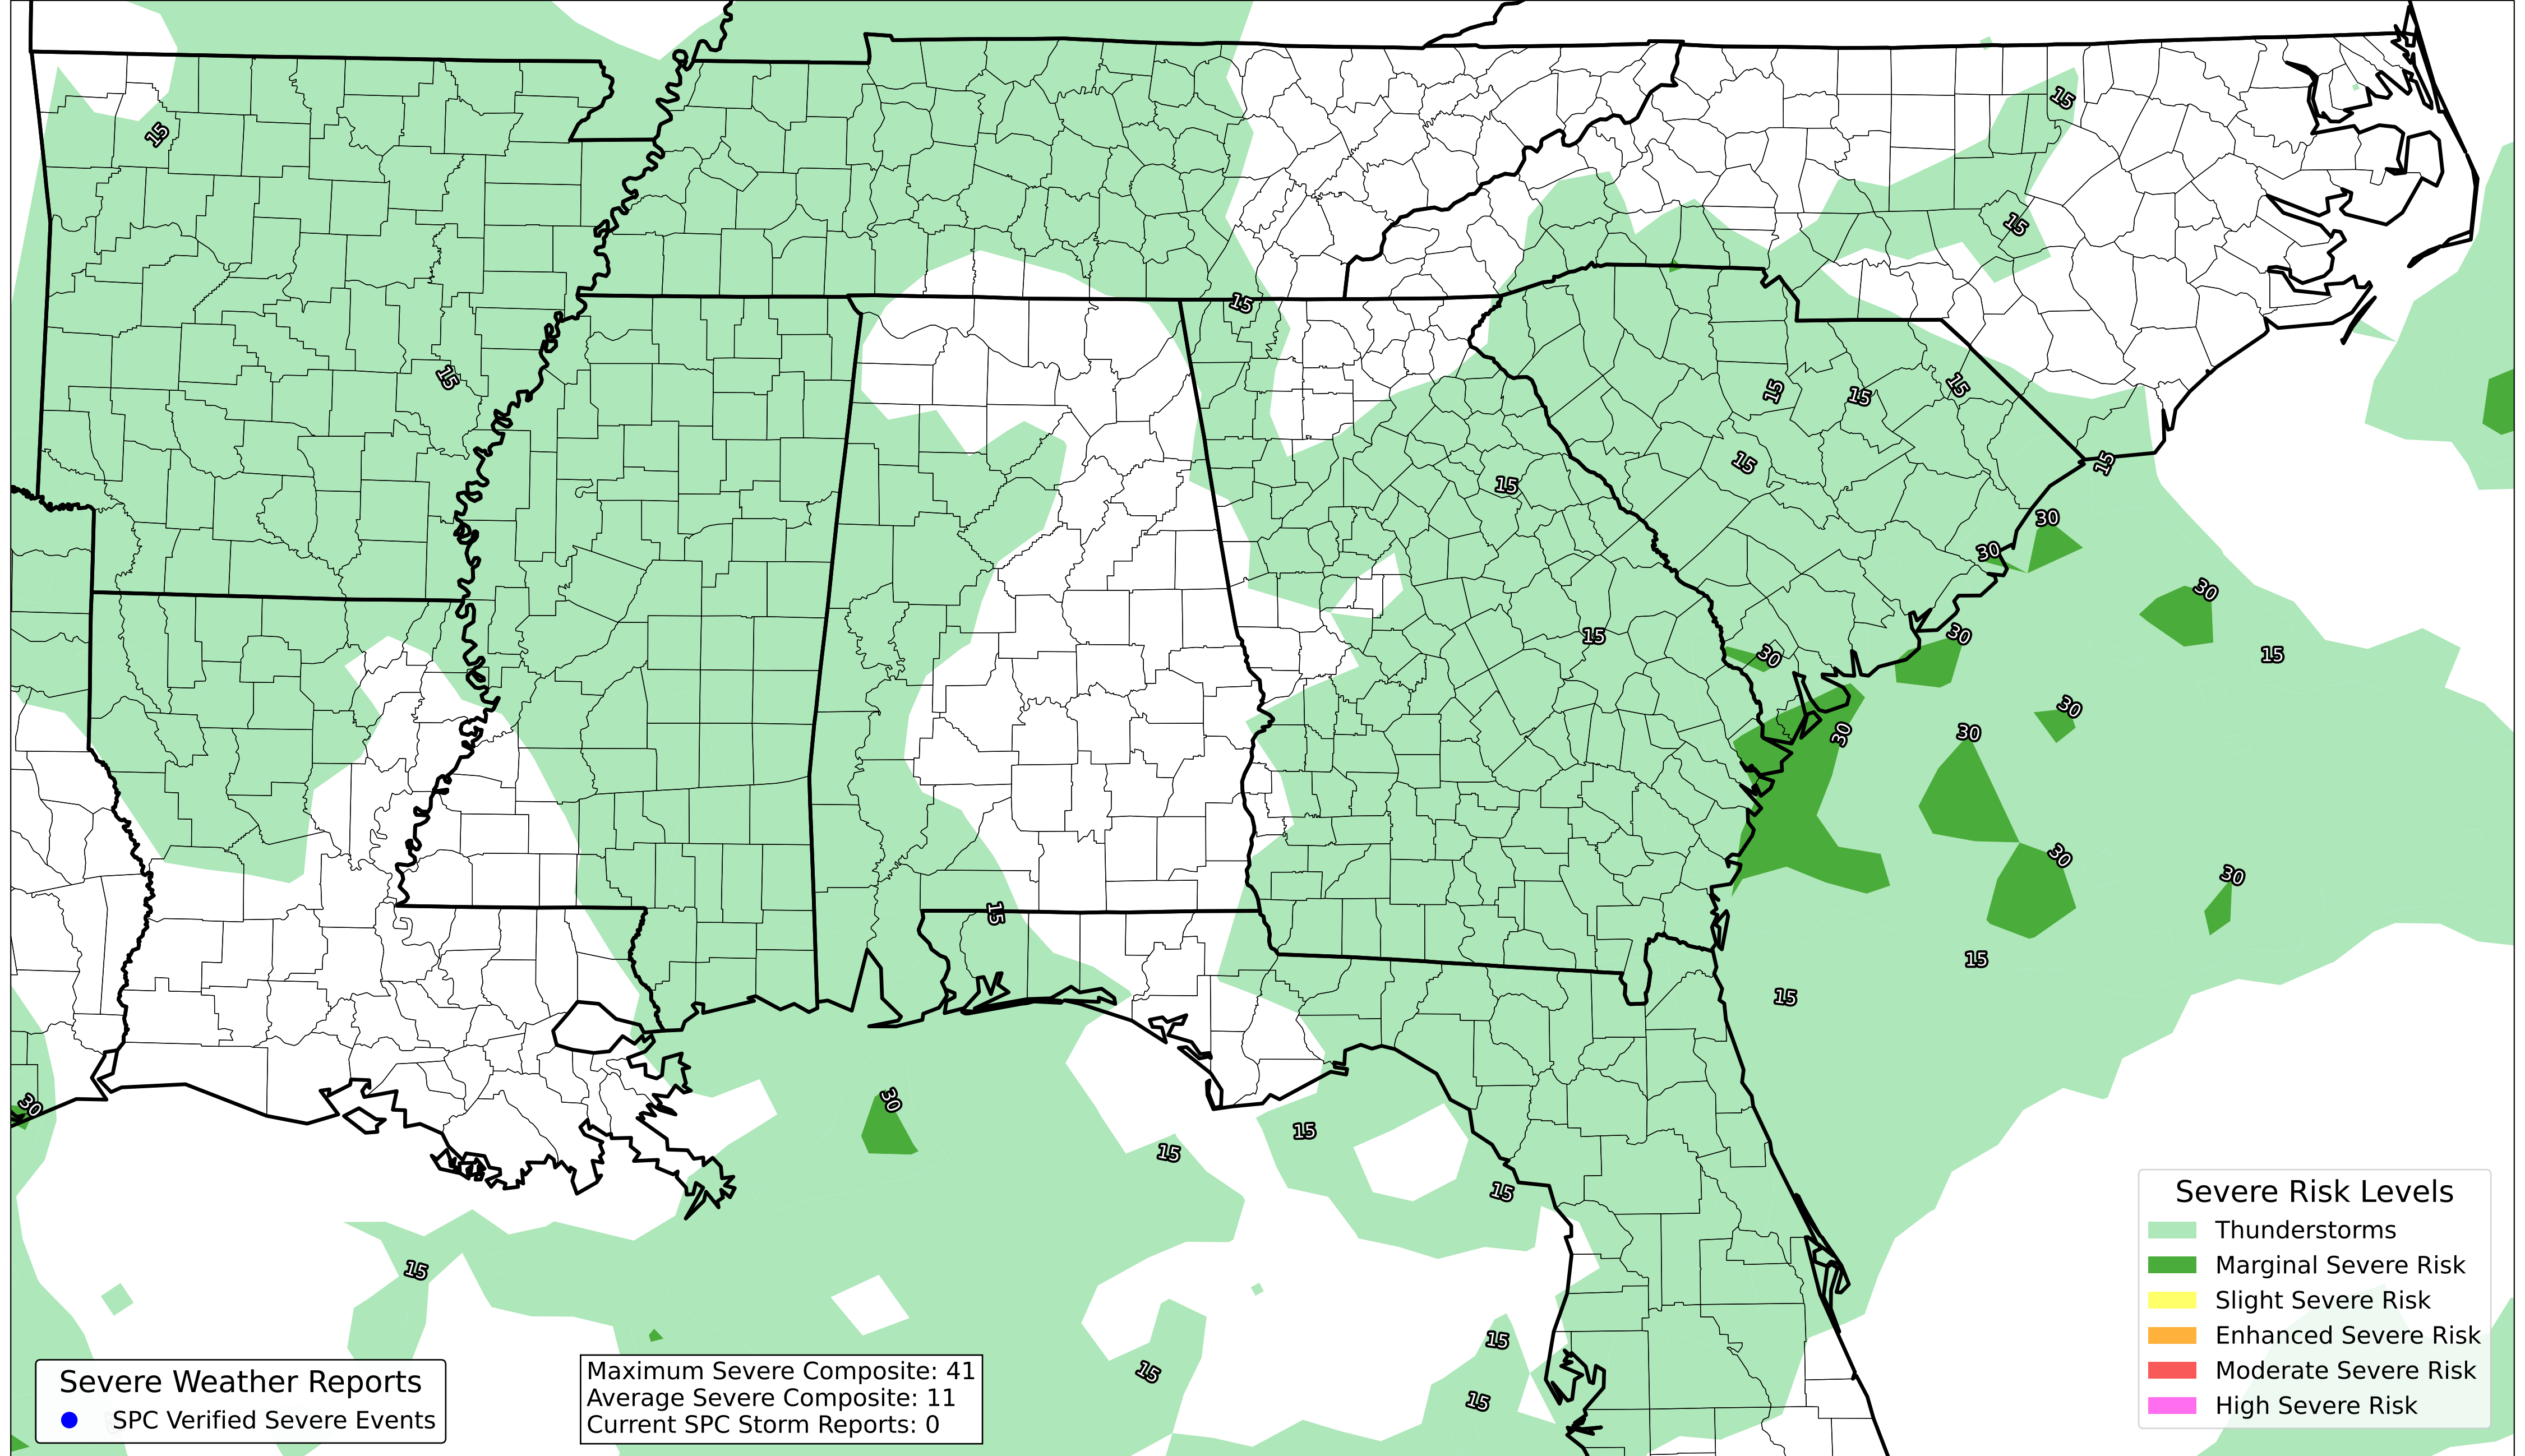 15
15
15
15
15
15
15
15
15
15
15
30
30
30
30
15
15
30
30
30
30
30
30
15
15
15
30
30
15
15
15
15
15
15
15
Severe Risk Levels
Thunderstorms
Marginal Severe Risk
Slight Severe Risk
Enhanced Severe Risk
Moderate Severe Risk
High Severe Risk
Severe Weather Reports
SPC Verified Severe Events
Maximum Severe Composite: 41
Average Severe Composite: 11
Current SPC Storm Reports: 0